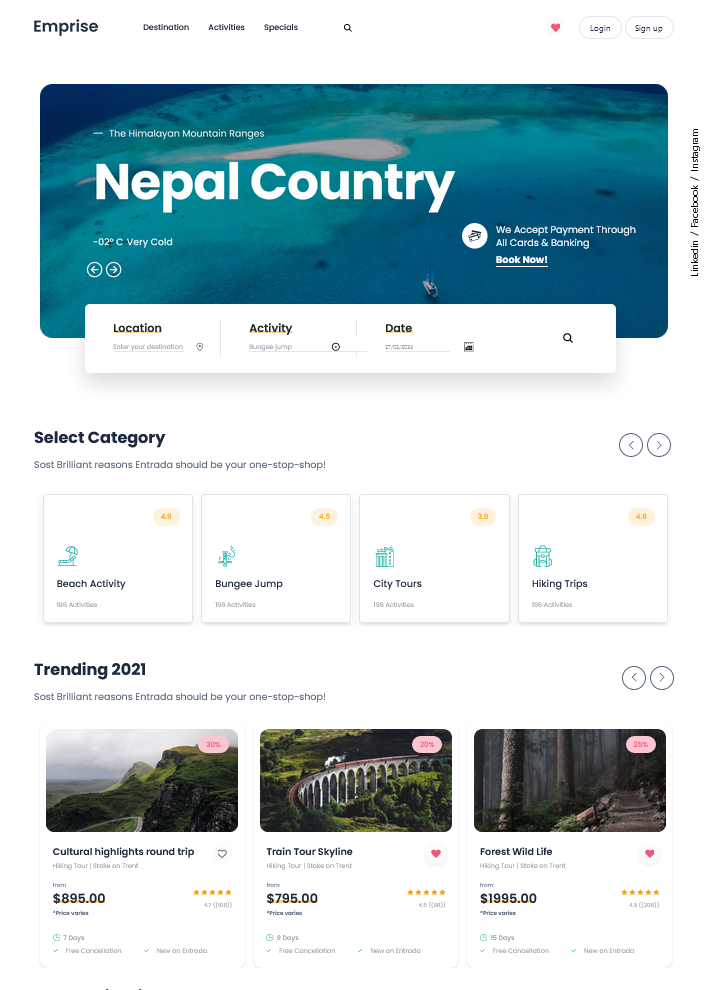 Emprise
Destination Activities Specials
Login Sign up
Linkedin / Facebook / Instagram
— The Himalayan Mountain Ranges
Nepal Country
-02° C Very Cold
We Accept Payment Through
All Cards & Banking
Book Now!
Location Activity Date
Enter your destination Bungee jump 27/03/2024
Select Category
Sost Brilliant reasons Entrada should be your one-stop-shop!
4.9 4.5 3.8 4.8
Beach Activity Bungee Jump City Tours Hiking Trips
196 Activities 196 Activities 196 Activities 196 Activities
Trending 2021
Sost Brilliant reasons Entrada should be your one-stop-shop!
30% 20% 25%
Cultural highlights round trip Train Tour Skyline Forest Wild Life
Hiking Tour | Stoke on Trent Hiking Tour | Stoke on Trent Hiking Tour | Stoke on Trent
from from from
$895.00 $795.00 $1995.00
4.7 ((108)) 4.5 ((98)) 4.9 ((208))
*Price varies *Price varies *Price varies
7 Days 9 Days 15 Days
Free Cancellation New on Entrada Free Cancellation New on Entrada Free Cancellation New on Entrada